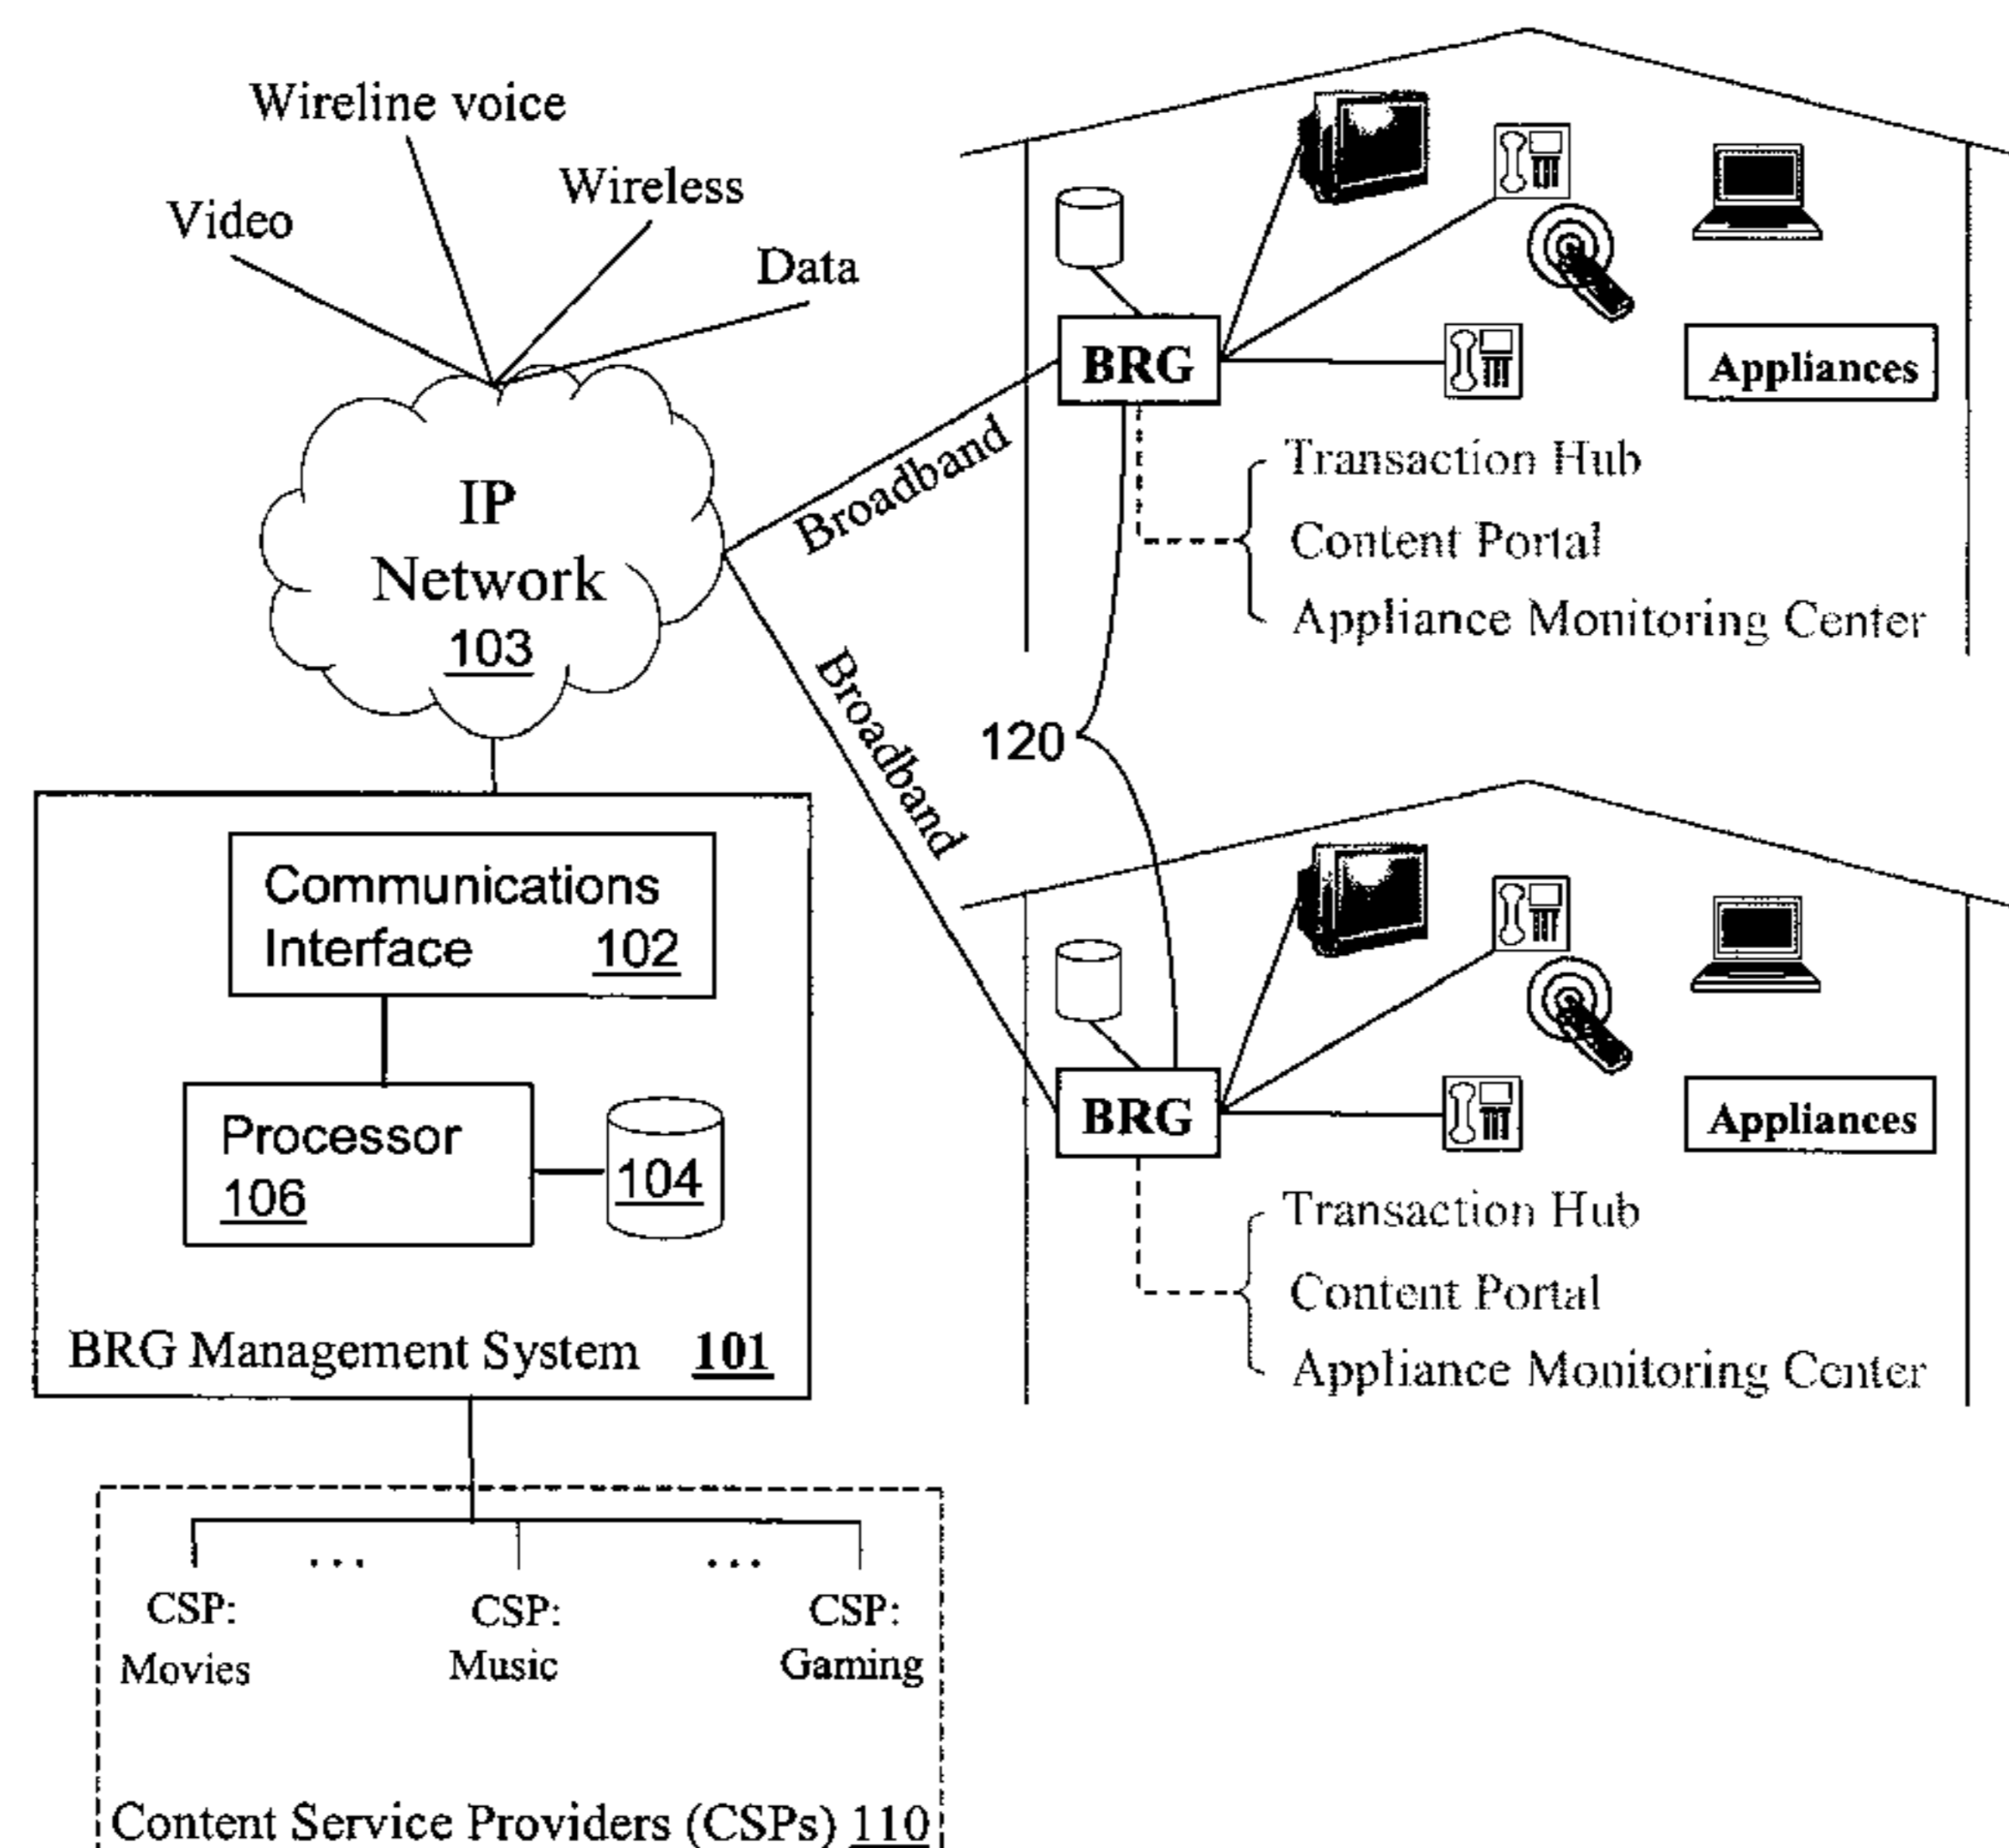 Wireline voice
Wireless
Video
Data
IP
Network
103
Broadband
Broadband
BRG
Appliances
Transaction Hub
Content Portal
Appliance Monitoring Center
120
BRG
Appliances
Transaction Hub
Content Portal
Appliance Monitoring Center
Communications
Interface 102
Processor
106
104
BRG Management System 101
... ...
CSP:
Movies
CSP:
Music
CSP:
Gaming
Content Service Providers (CSPs) 110